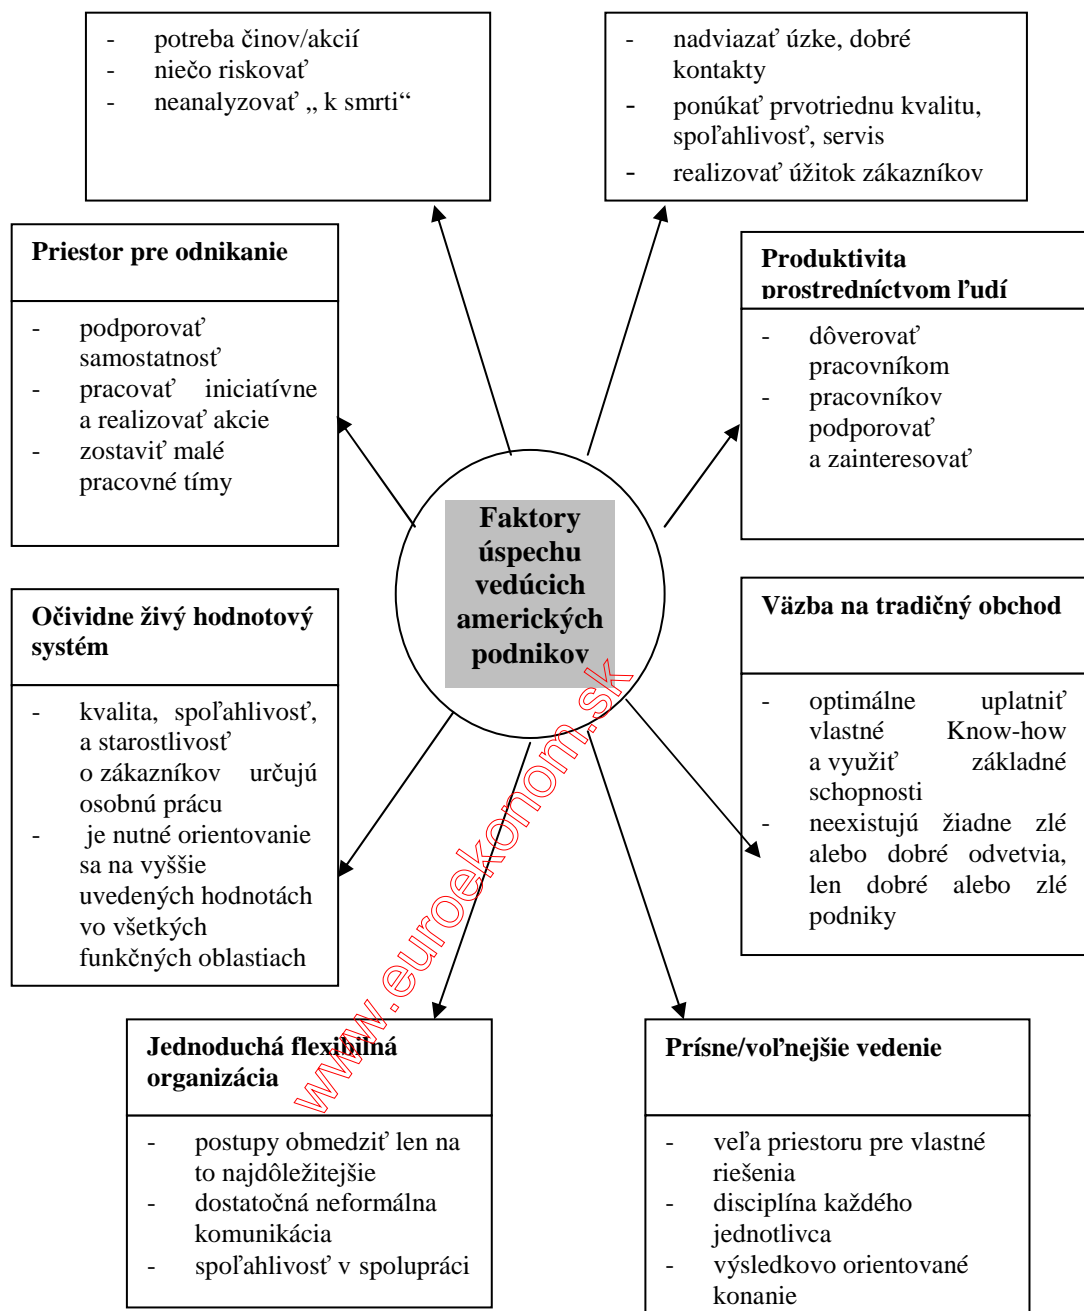 - potreba činov/akcií
- niečo riskovať
- neanalyzovať „ k smrti“
- nadviazať úzke, dobré
kontakty
- ponúkať prvotriednu kvalitu,
spoľahlivosť, servis
- realizovať úžitok zákazníkov
Priestor pre odnikanie
- podporovať
samostatnosť
- pracovať iniciatívne
a realizovať akcie
- zostaviť malé
pracovné tímy
Produktivita
prostredníctvom ľudí
- dôverovať
pracovníkom
- pracovníkov
podporovať
a zainteresovať
Faktory
úspechu
vedúcich
amerických
podnikov
Očividne živý hodnotový
systém
- kvalita, spoľahlivosť,
a starostlivosť
o zákazníkov určujú
osobnú prácu
- je nutné orientovanie
sa na vyššie
uvedených hodnotách
vo všetkých
funkčných oblastiach
Väzba na tradičný obchod
- optimálne uplatniť
vlastné Know-how
a využiť základné
schopnosti
- neexistujú žiadne zlé
alebo dobré odvetvia,
len dobré alebo zlé
podniky
www.euroekonom.sk
Jednoduchá flexibilná
organizácia
- postupy obmedziť len na
to najdôležitejšie
- dostatočná neformálna
komunikácia
- spoľahlivosť v spolupráci
Prísne/voľnejšie vedenie
- veľa priestoru pre vlastné
riešenia
- disciplína každého
jednotlivca
- výsledkovo orientované
konanie